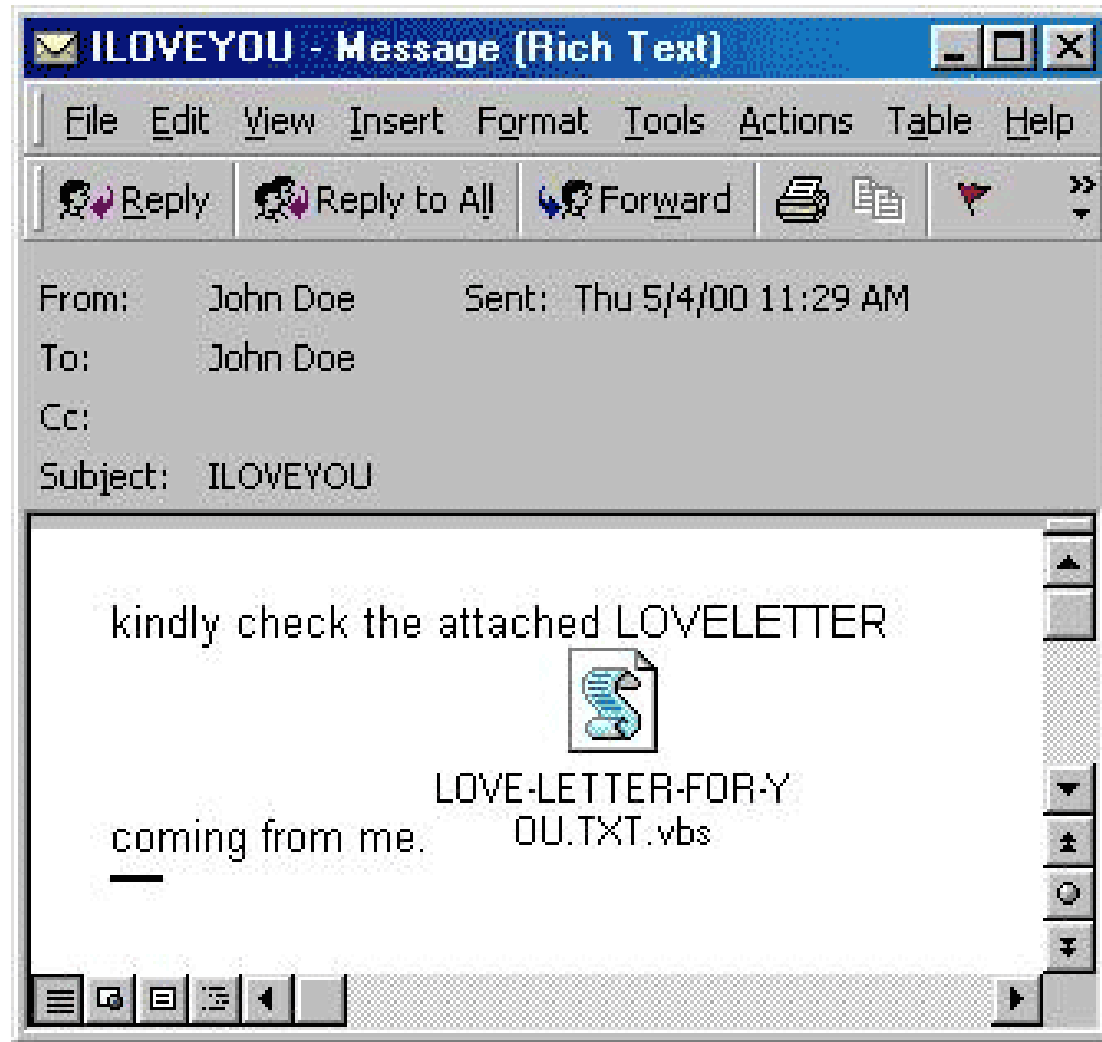 ILOVEYOU - Message (Rich Text)
File Edit View Insert Format Tools Actions Table Help
Reply Reply to All Forward
From: John Doe Sent: Thu 5/4/00 11:29 AM
To: John Doe
Cc:
Subject: ILOVEYOU
kindly check the attached LOVELETTER
LOVE-LETTER-FOR-Y
OU.TXT.vbs
coming from me.